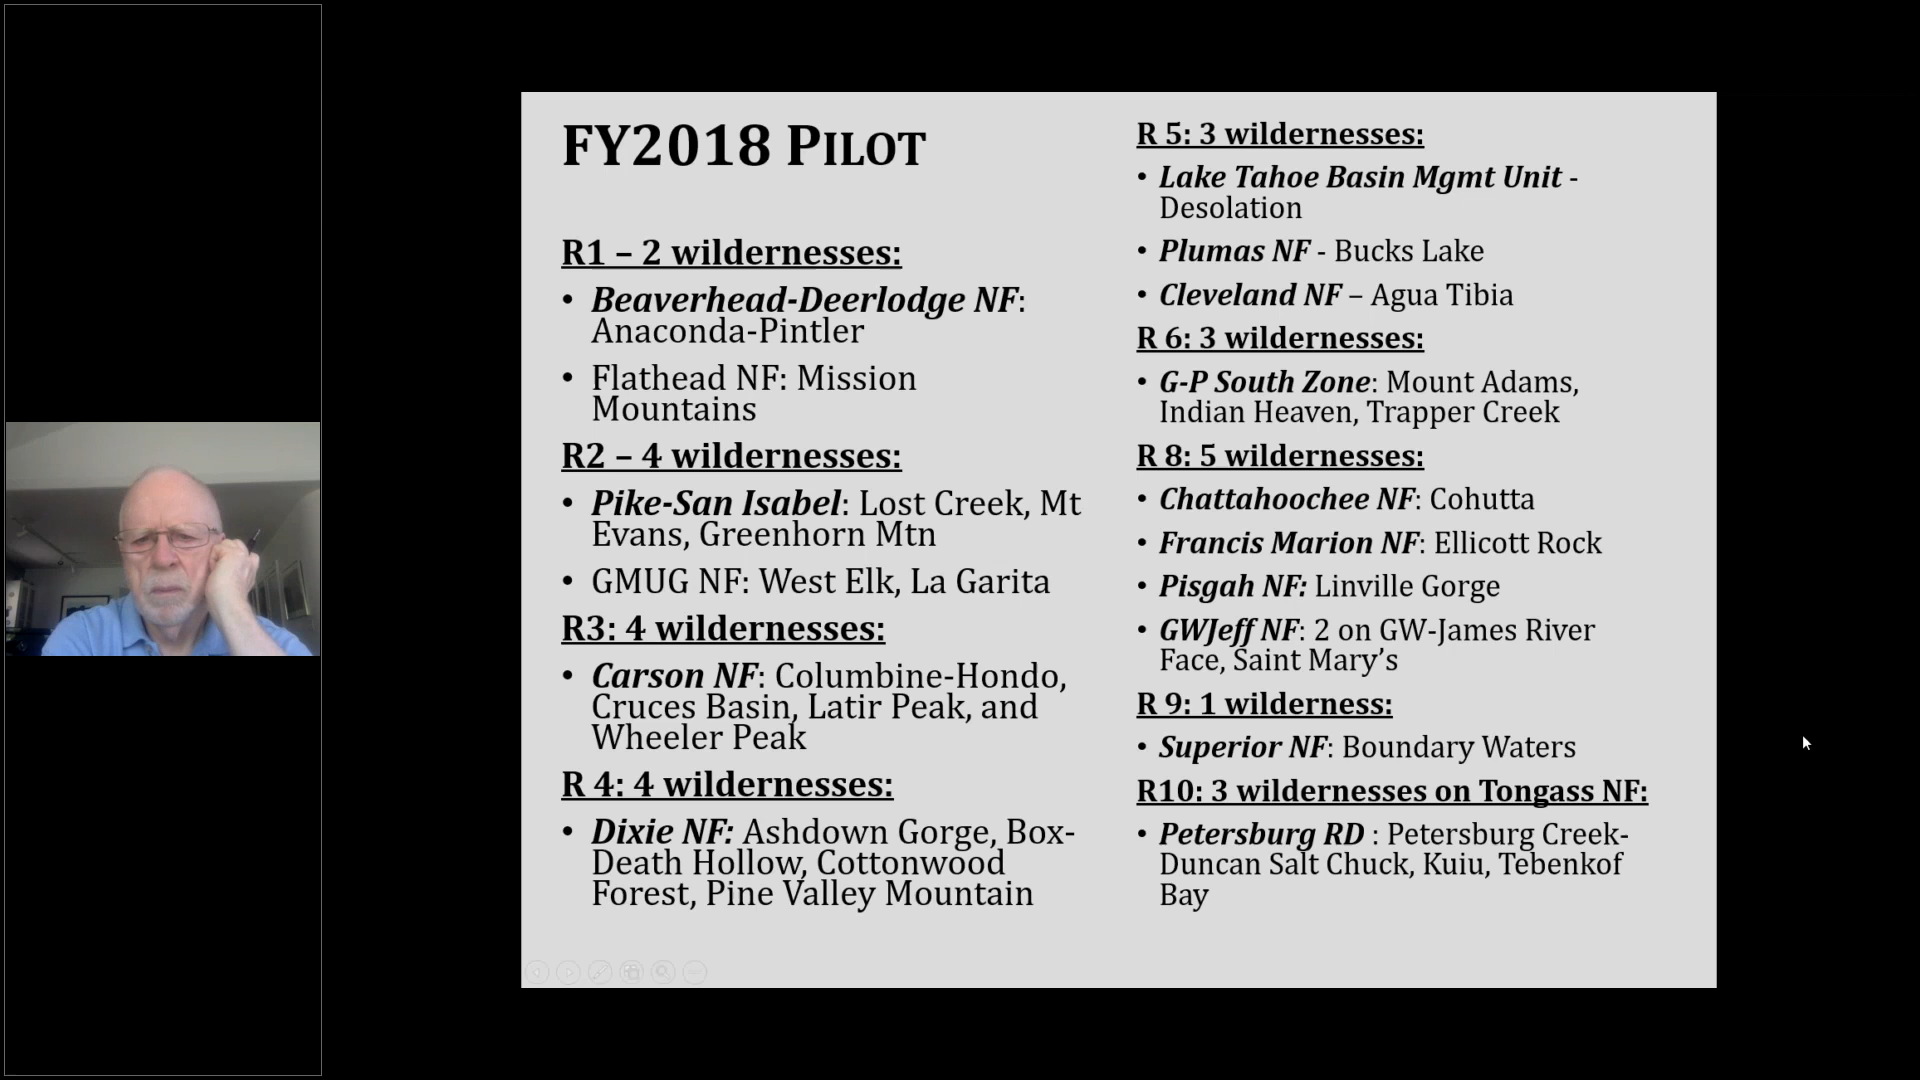 FY2018 PILOT
R1 – 2 wildernesses:
• Beaverhead-Deerlodge NF:
Anaconda-Pintler
• Flathead NF: Mission
Mountains
R2 – 4 wildernesses:
• Pike-San Isabel: Lost Creek, Mt
Evans, Greenhorn Mtn
• GMUG NF: West Elk, La Garita
R3: 4 wildernesses:
• Carson NF: Columbine-Hondo,
Cruces Basin, Latir Peak, and
Wheeler Peak
R 4: 4 wildernesses:
• Dixie NF: Ashdown Gorge, Box-
Death Hollow, Cottonwood
Forest, Pine Valley Mountain
R 5: 3 wildernesses:
• Lake Tahoe Basin Mgmt Unit -
Desolation
• Plumas NF - Bucks Lake
• Cleveland NF – Agua Tibia
R 6: 3 wildernesses:
• G-P South Zone: Mount Adams,
Indian Heaven, Trapper Creek
R 8: 5 wildernesses:
• Chattahoochee NF: Cohutta
• Francis Marion NF: Ellicott Rock
• Pisgah NF: Linville Gorge
• GWJeff NF: 2 on GW-James River
Face, Saint Mary's
R 9: 1 wilderness:
• Superior NF: Boundary Waters
R10: 3 wildernesses on Tongass NF:
• Petersburg RD : Petersburg Creek-
Duncan Salt Chuck, Kuiu, Tebenkof
Bay